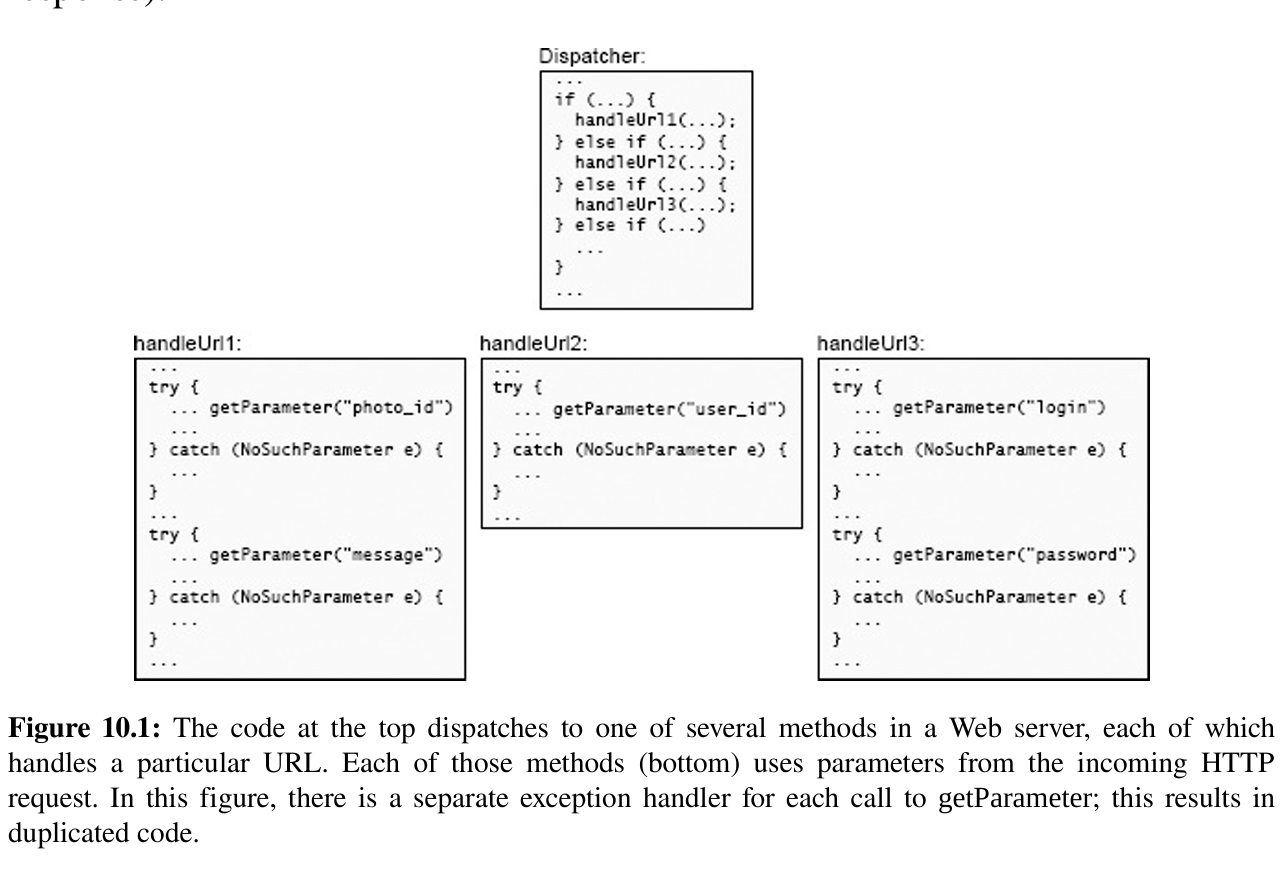 response).
Dispatcher:
...
if (...) {
handleUrl1(...);
} else if (...) {
handleUrl2(...);
} else if (...) {
handleUrl3(...);
} else if (...)
...
}
...
handleUrl1:
...
try {
... getParameter("photo_id")
...
} catch (NoSuchParameter e) {
...
}
...
try {
... getParameter("message")
...
} catch (NoSuchParameter e) {
...
}
...
handleUrl2:
...
try {
... getParameter("user_id")
...
} catch (NoSuchParameter e) {
...
}
...
handleUrl3:
...
try {
... getParameter("login")
...
} catch (NoSuchParameter e) {
...
}
...
try {
... getParameter("password")
...
} catch (NoSuchParameter e) {
...
}
...
Figure 10.1: The code at the top dispatches to one of several methods in a Web server, each of which
handles a particular URL. Each of those methods (bottom) uses parameters from the incoming HTTP
request. In this figure, there is a separate exception handler for each call to getParameter; this results in
duplicated code.